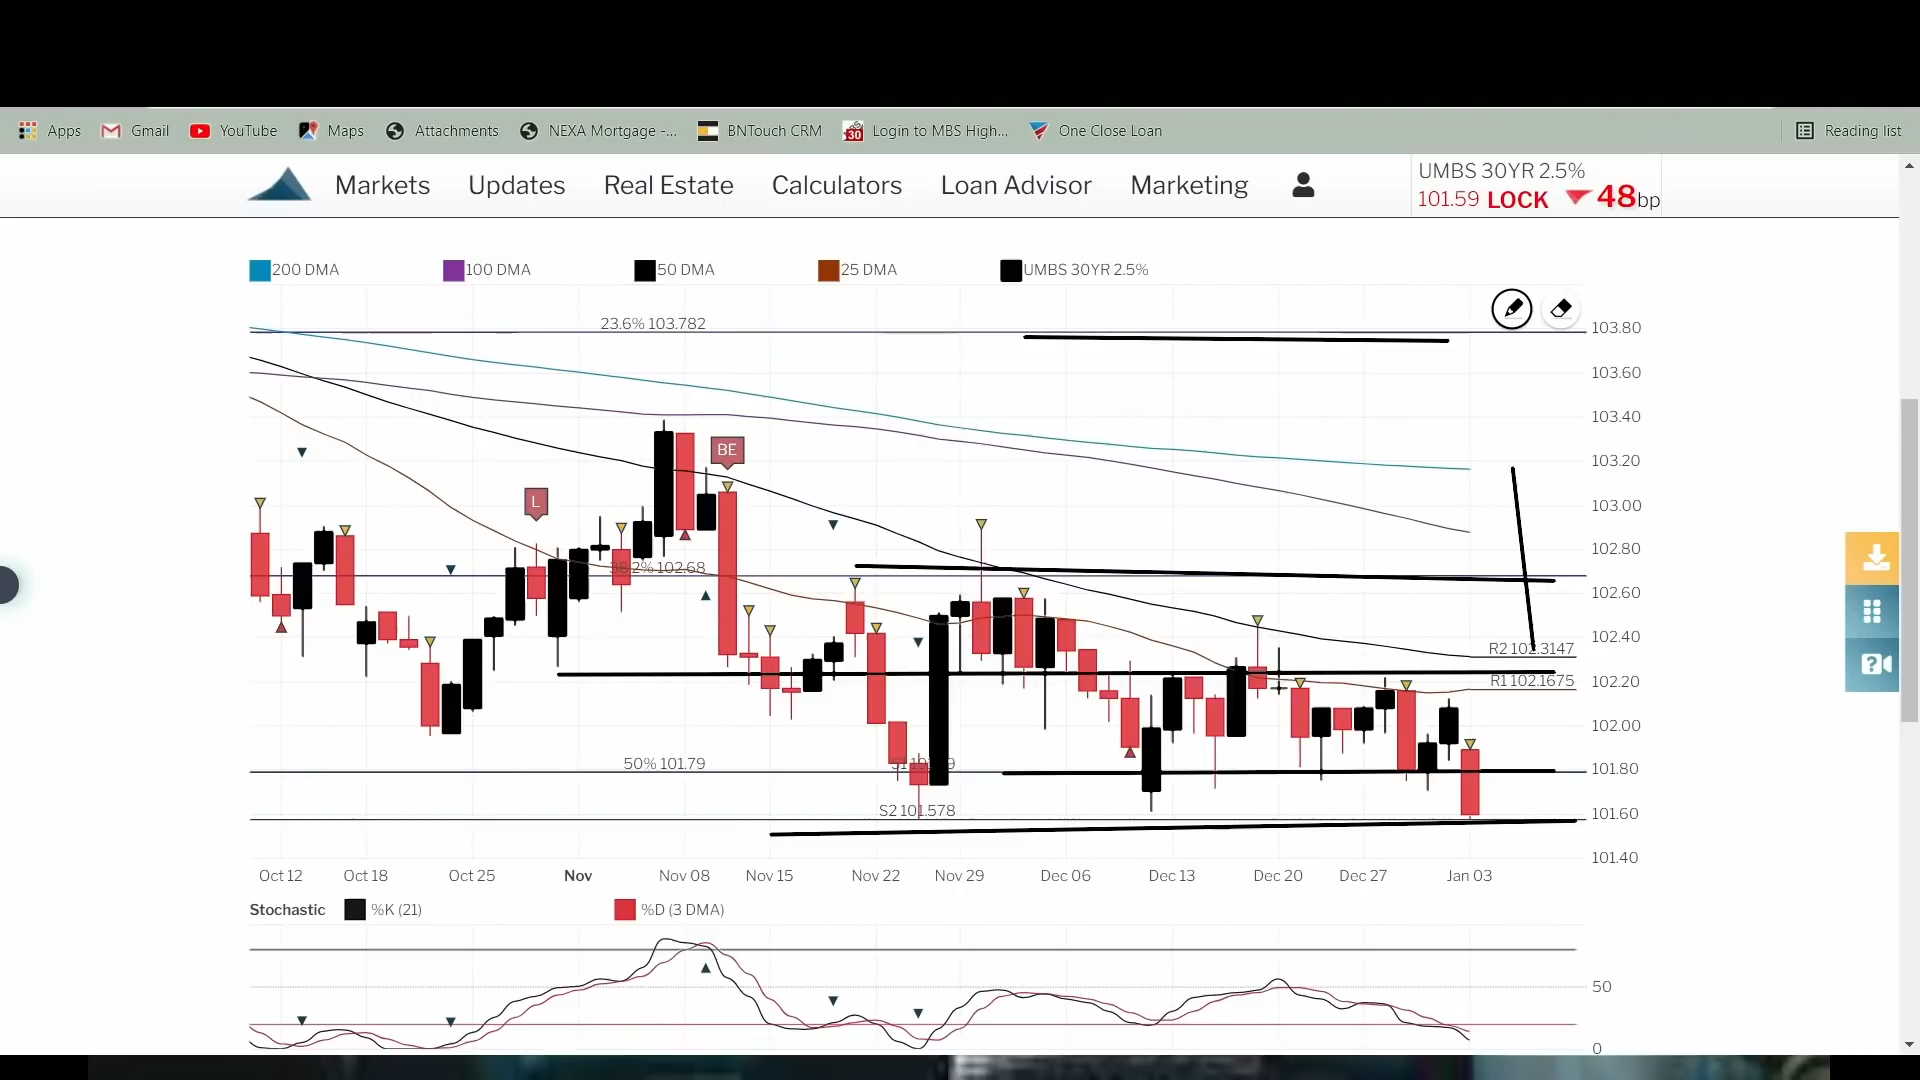 Apps Gmail YouTube Maps Attachments NEXA Mortgage -... BNTouch CRM Login to MBS High... One Close Loan Reading list
Markets Updates Real Estate Calculators Loan Advisor Marketing
UMBS 30YR 2.5%
101.59 LOCK 48bp
200 DMA 100 DMA 50 DMA 25 DMA UMBS 30YR 2.5%
23.6% 103.782
103.80
103.60
103.40
BE
103.20
L
103.00
102.80
38.2% 102.68
102.60
102.40
R2 102.3147
R1 102.1675
102.20
102.00
50% 101.79
101.80
S2 101.578
101.60
101.40
Oct 12 Oct 18 Oct 25 Nov Nov 08 Nov 15 Nov 22 Nov 29 Dec 06 Dec 13 Dec 20 Dec 27 Jan 03
Stochastic %K (21) %D (3 DMA)
50
0